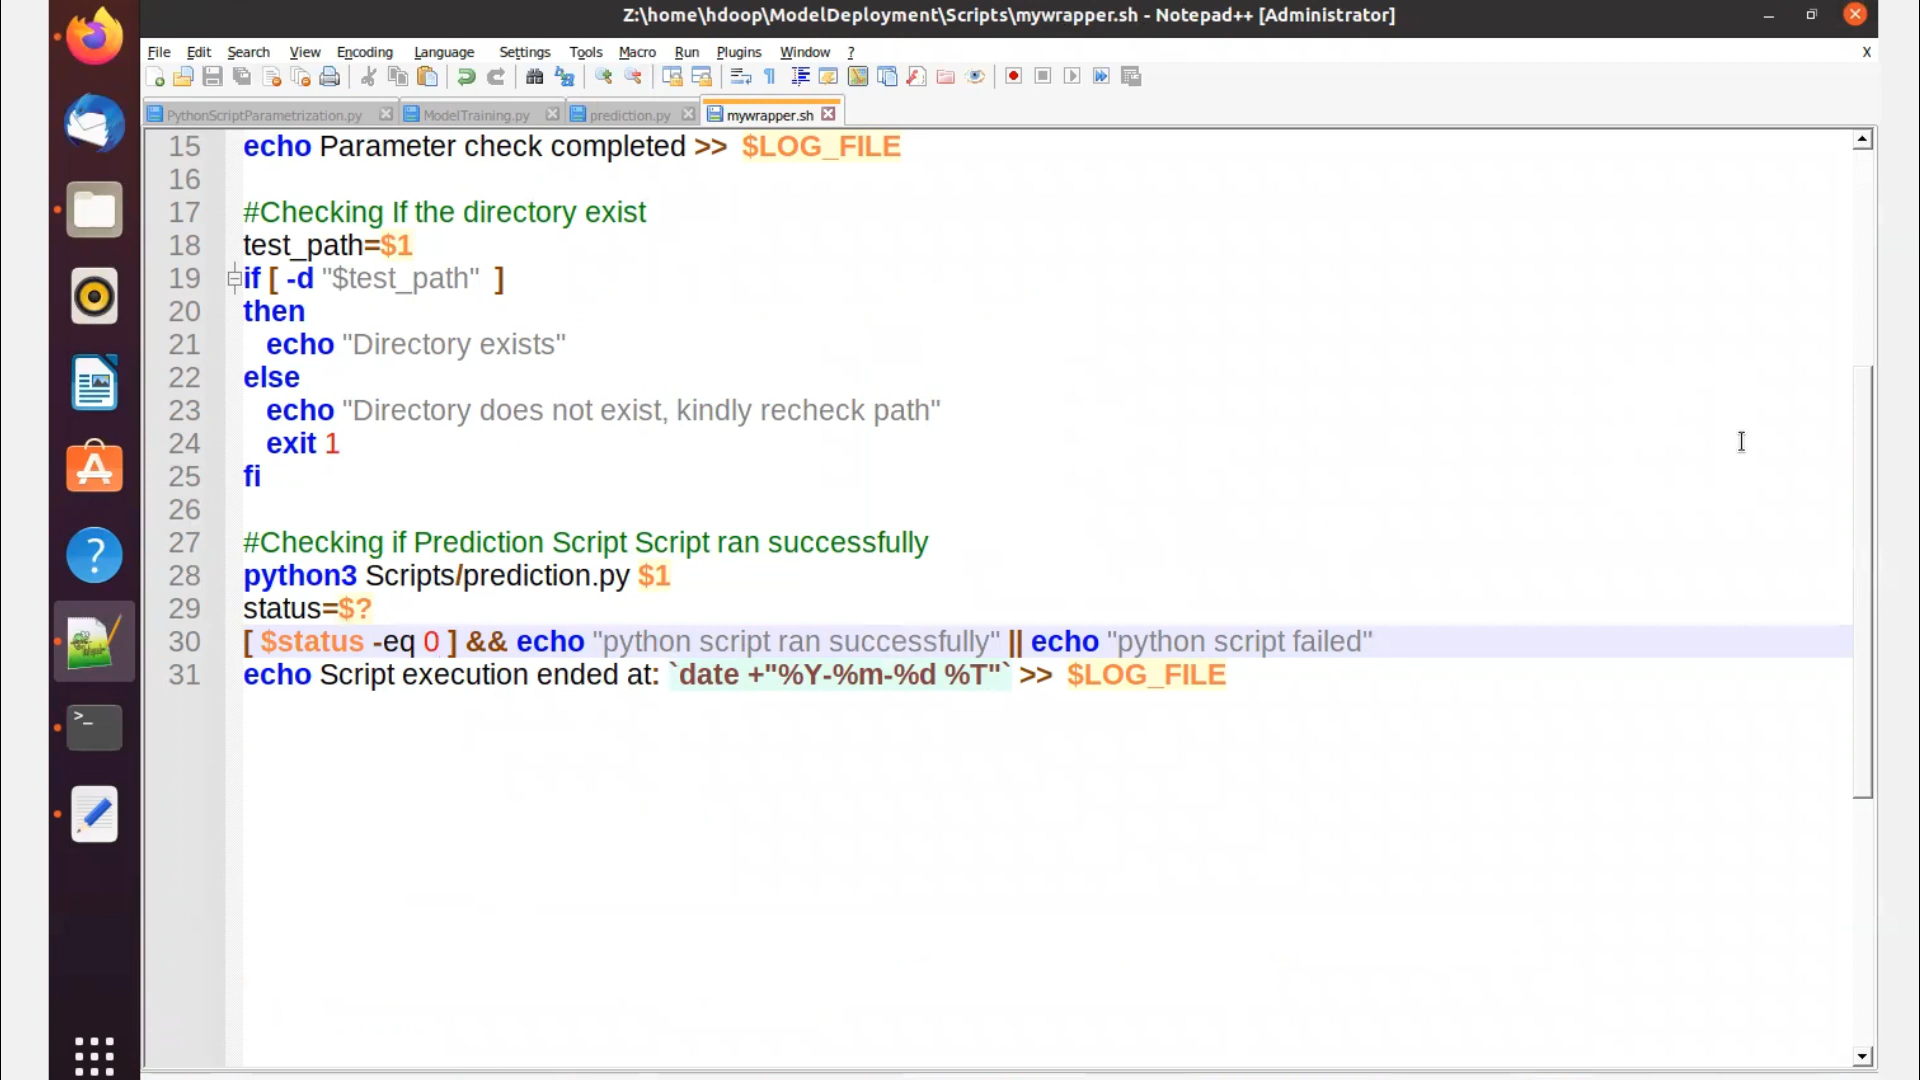 Z:\home\hdoop\ModelDeployment\Scripts\mywrapper.sh - Notepad++ [Administrator]
File Edit Search View Encoding Language Settings Tools Macro Run Plugins Window ? X
PythonScriptParametrization.py ModelTraining.py prediction.py mywrapper.sh
15 echo Parameter check completed >> $LOG_FILE
16
17 #Checking If the directory exist
18 test_path=$1
19 if [ -d "$test_path" ]
20 then
21 echo "Directory exists"
22 else
23 echo "Directory does not exist, kindly recheck path"
24 exit 1
25 fi
26
27 #Checking if Prediction Script Script ran successfully
28 python3 Scripts/prediction.py $1
29 status=$?
30 [ $status -eq 0 ] && echo "python script ran successfully" || echo "python script failed"
31 echo Script execution ended at: `date +"%Y-%m-%d %T"` >> $LOG_FILE